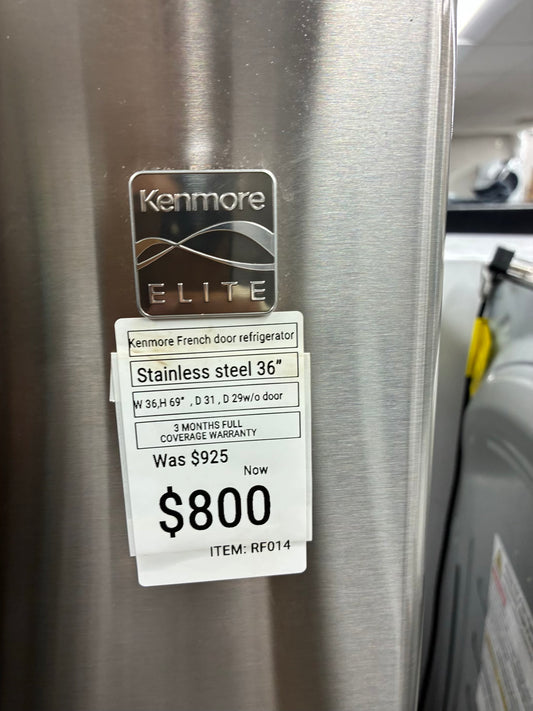 Kenmore
ELITE
Kenmore French door refrigerator
Stainless steel 36”
W 36,H 69" , D 31 , D 29w/o door
3 MONTHS FULL
COVERAGE WARRANTY
Was $925
Now
$800
ITEM: RF014